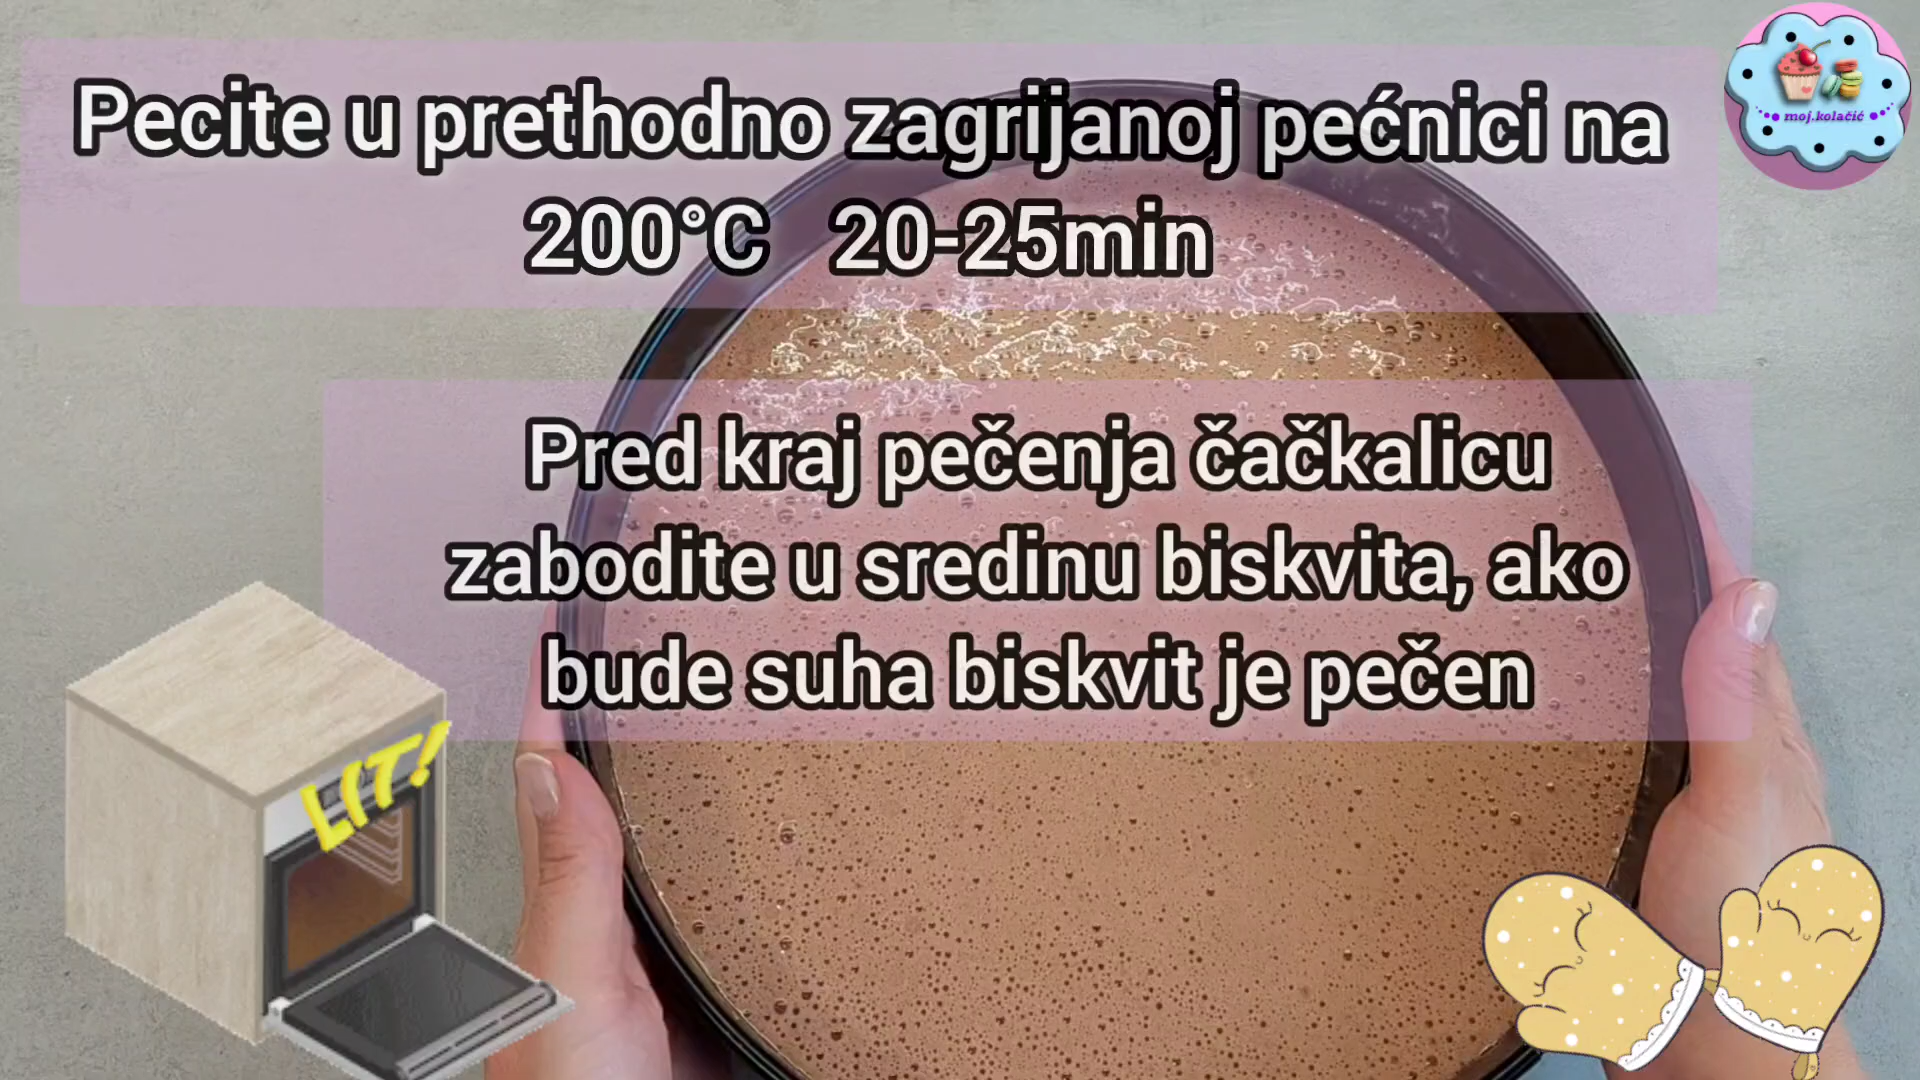 Pecite u prethodno zagrijanoj pećnici na
200°C 20-25min
Pred kraj pečenja čačkalicu
zabodite u sredinu biskvita, ako
bude suha biskvit je pečen
moj.kolačić
LIT!